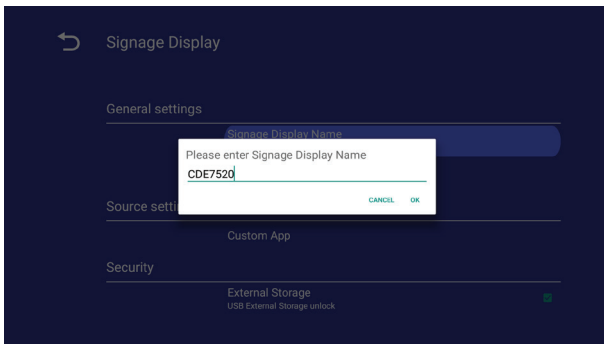 Signage Display
General settings
Signage Display Name
Please enter Signage Display Name
CDE7520
CANCEL OK
Source setti
Custom App
Security
External Storage
USB External Storage unlock